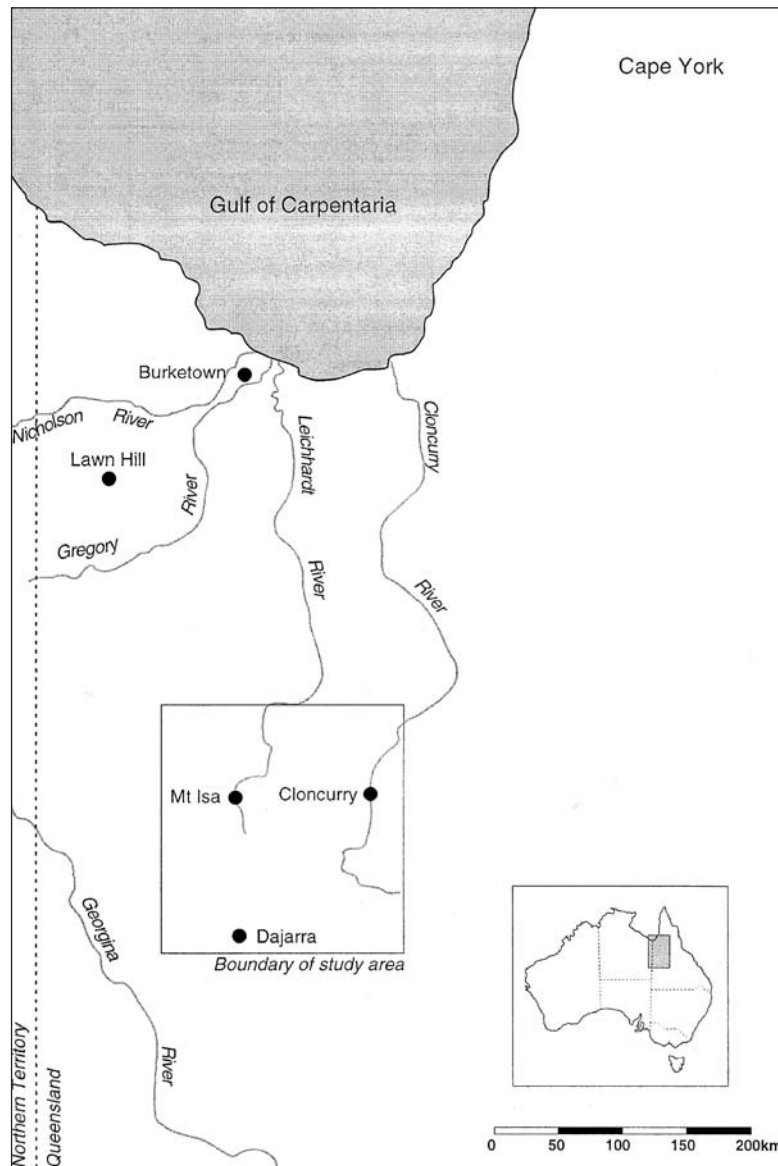 Cape York
Gulf of Carpentaria
Burketown
Nicholson River
Lawn Hill
Gregory River
Leichhardt River
Cloncurry River
Mt Isa
Cloncurry
Dajarra
Boundary of study area
Georgina River
Northern Territory
Queensland
0 50 100 150 200km